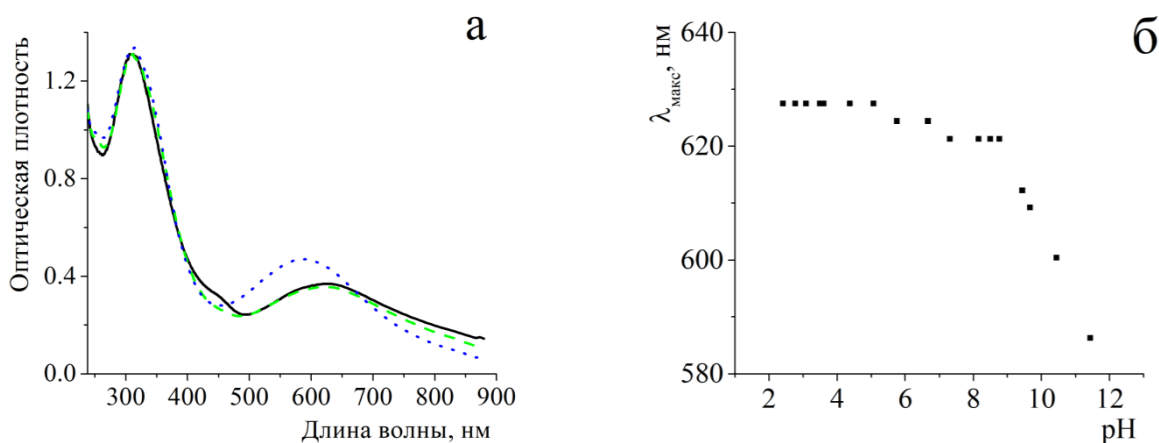 а
Оптическая плотность
1.2
0.8
0.4
0.0
300 400 500 600 700 800 900
Длина волны, нм
б
λмакс, нм
640
620
600
580
2 4 6 8 10 12
pH